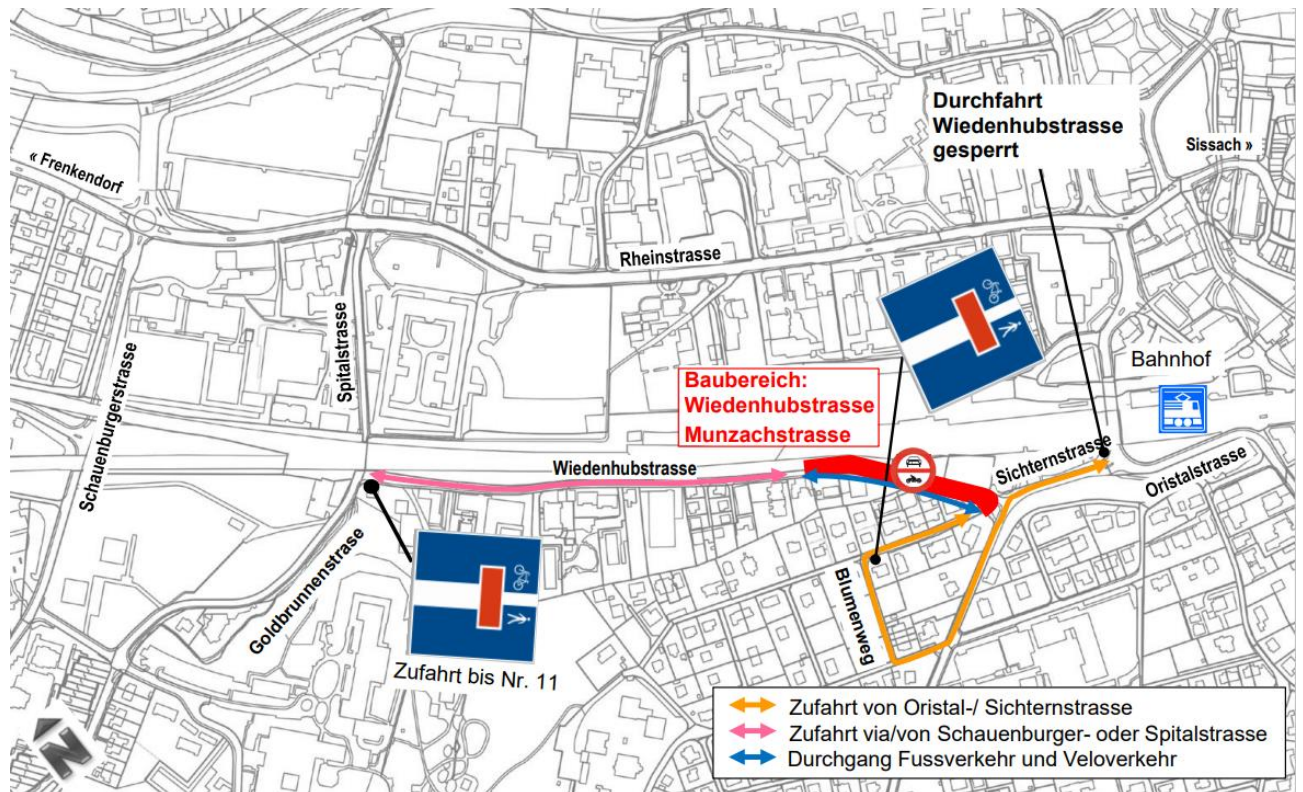 Durchfahrt
Wiedenhubstrasse
gesperrt
Sissach »
« Frenkendorf
Rheinstrasse
Spitalstrasse
Schauenburgerstrasse
Bahnhof
Baubereich:
Wiedenhubstrasse
Munzachstrasse
Wiedenhubstrasse
Sichternstrasse
Oristalstrasse
Goldbrunnenstrase
Blumenweg
Zufahrt bis Nr. 11
Zufahrt von Oristal-/ Sichternstrasse
Zufahrt via/von Schauenburger- oder Spitalstrasse
Durchgang Fussverkehr und Veloverkehr
N